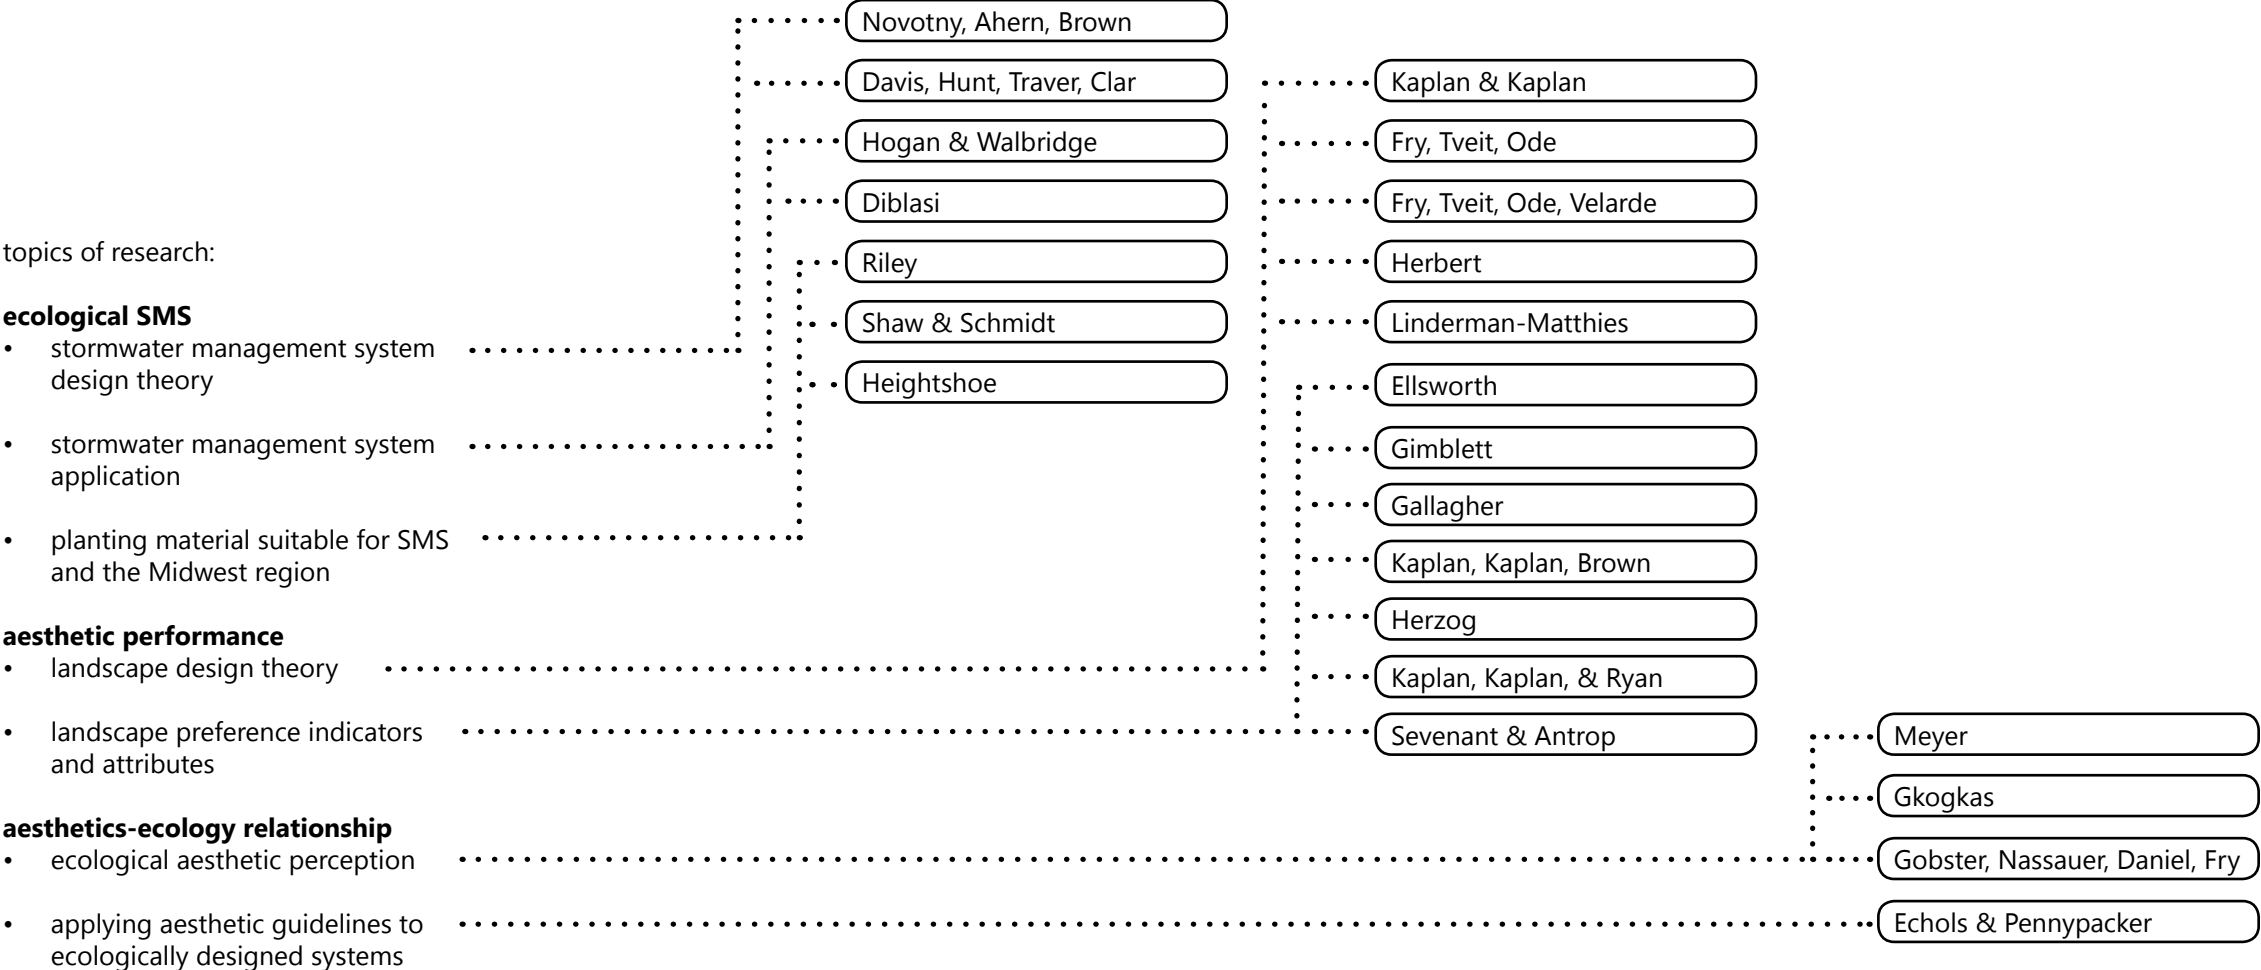 topics of research:
ecological SMS
• stormwater management system
design theory
• stormwater management system
application
• planting material suitable for SMS
and the Midwest region
aesthetic performance
• landscape design theory
• landscape preference indicators
and attributes
aesthetics-ecology relationship
• ecological aesthetic perception
• applying aesthetic guidelines to
ecologically designed systems
Novotny, Ahern, Brown
Davis, Hunt, Traver, Clar
Hogan & Walbridge
Diblasi
Riley
Shaw & Schmidt
Heightshoe
Kaplan & Kaplan
Fry, Tveit, Ode
Fry, Tveit, Ode, Velarde
Herbert
Linderman-Matthies
Ellsworth
Gimblett
Gallagher
Kaplan, Kaplan, Brown
Herzog
Kaplan, Kaplan, & Ryan
Sevenant & Antrop
Meyer
Gkogkas
Gobster, Nassauer, Daniel, Fry
Echols & Pennypacker